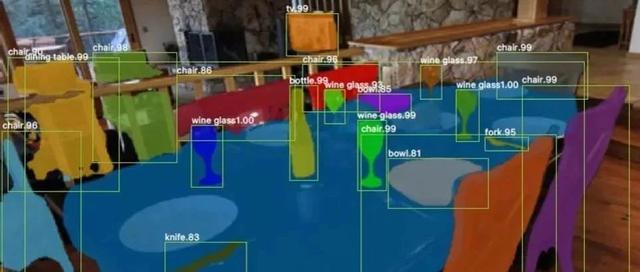 tv.99
chair.90
dining table.99
chair.98
chair.96
chair.86
wine glass.97
chair.99
bottle.99
wine glass.93
bowl.85
wine glass1.00
chair.99
chair.96
wine glass1.00
wine glass.99
chair.99
fork.95
bowl.81
knife.83